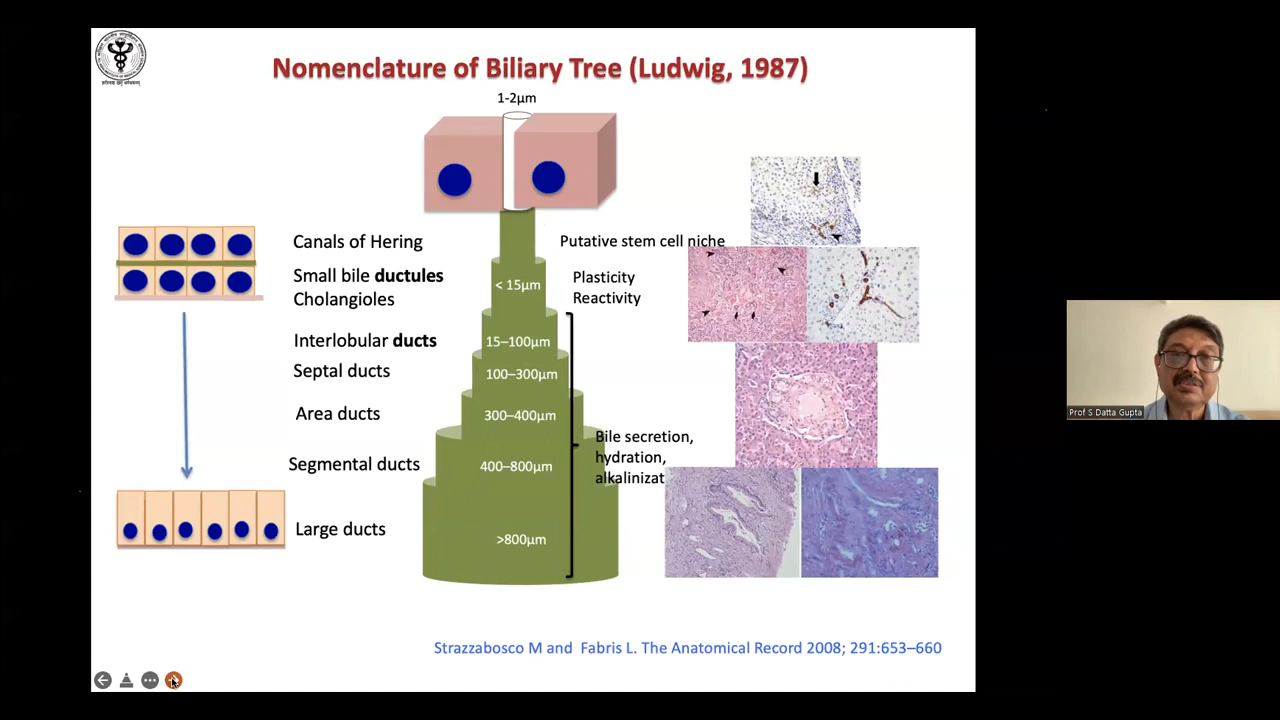 Nomenclature of Biliary Tree (Ludwig, 1987)
1-2µm
Canals of Hering
Putative stem cell niche
Small bile ductules
Cholangioles
< 15µm
Plasticity
Reactivity
Interlobular ducts
15–100µm
Septal ducts
100–300µm
Area ducts
300–400µm
Segmental ducts
400–800µm
Bile secretion,
hydration,
alkalinizat
Large ducts
>800µm
Strazzabosco M and Fabris L. The Anatomical Record 2008; 291:653–660
Prof S Datta Gupta